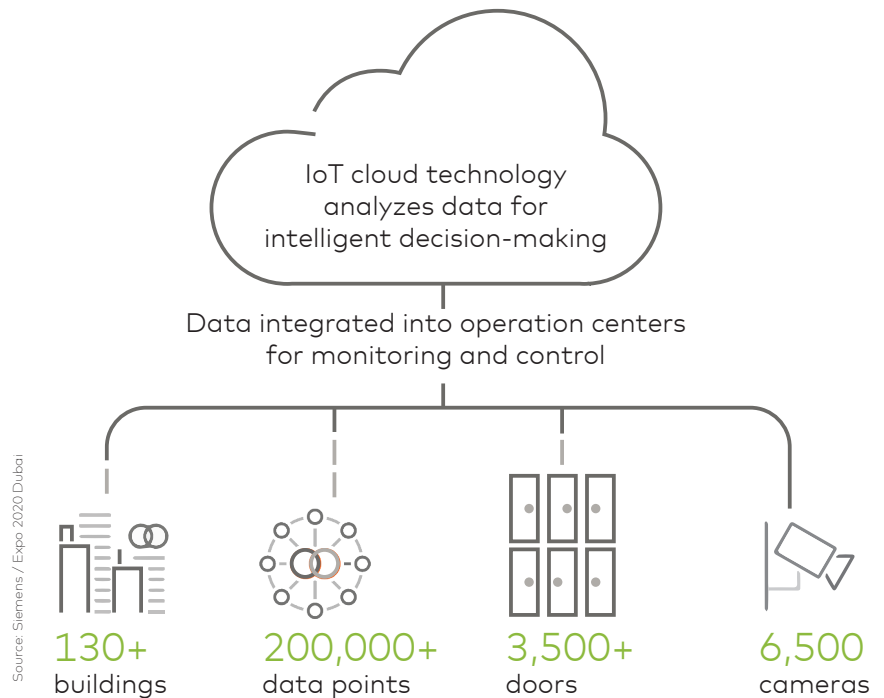 IoT cloud technology
analyzes data for
intelligent decision-making
Data integrated into operation centers
for monitoring and control
130+
buildings
200,000+
data points
3,500+
doors
6,500
cameras
Source: Siemens / Expo 2020 Dubai